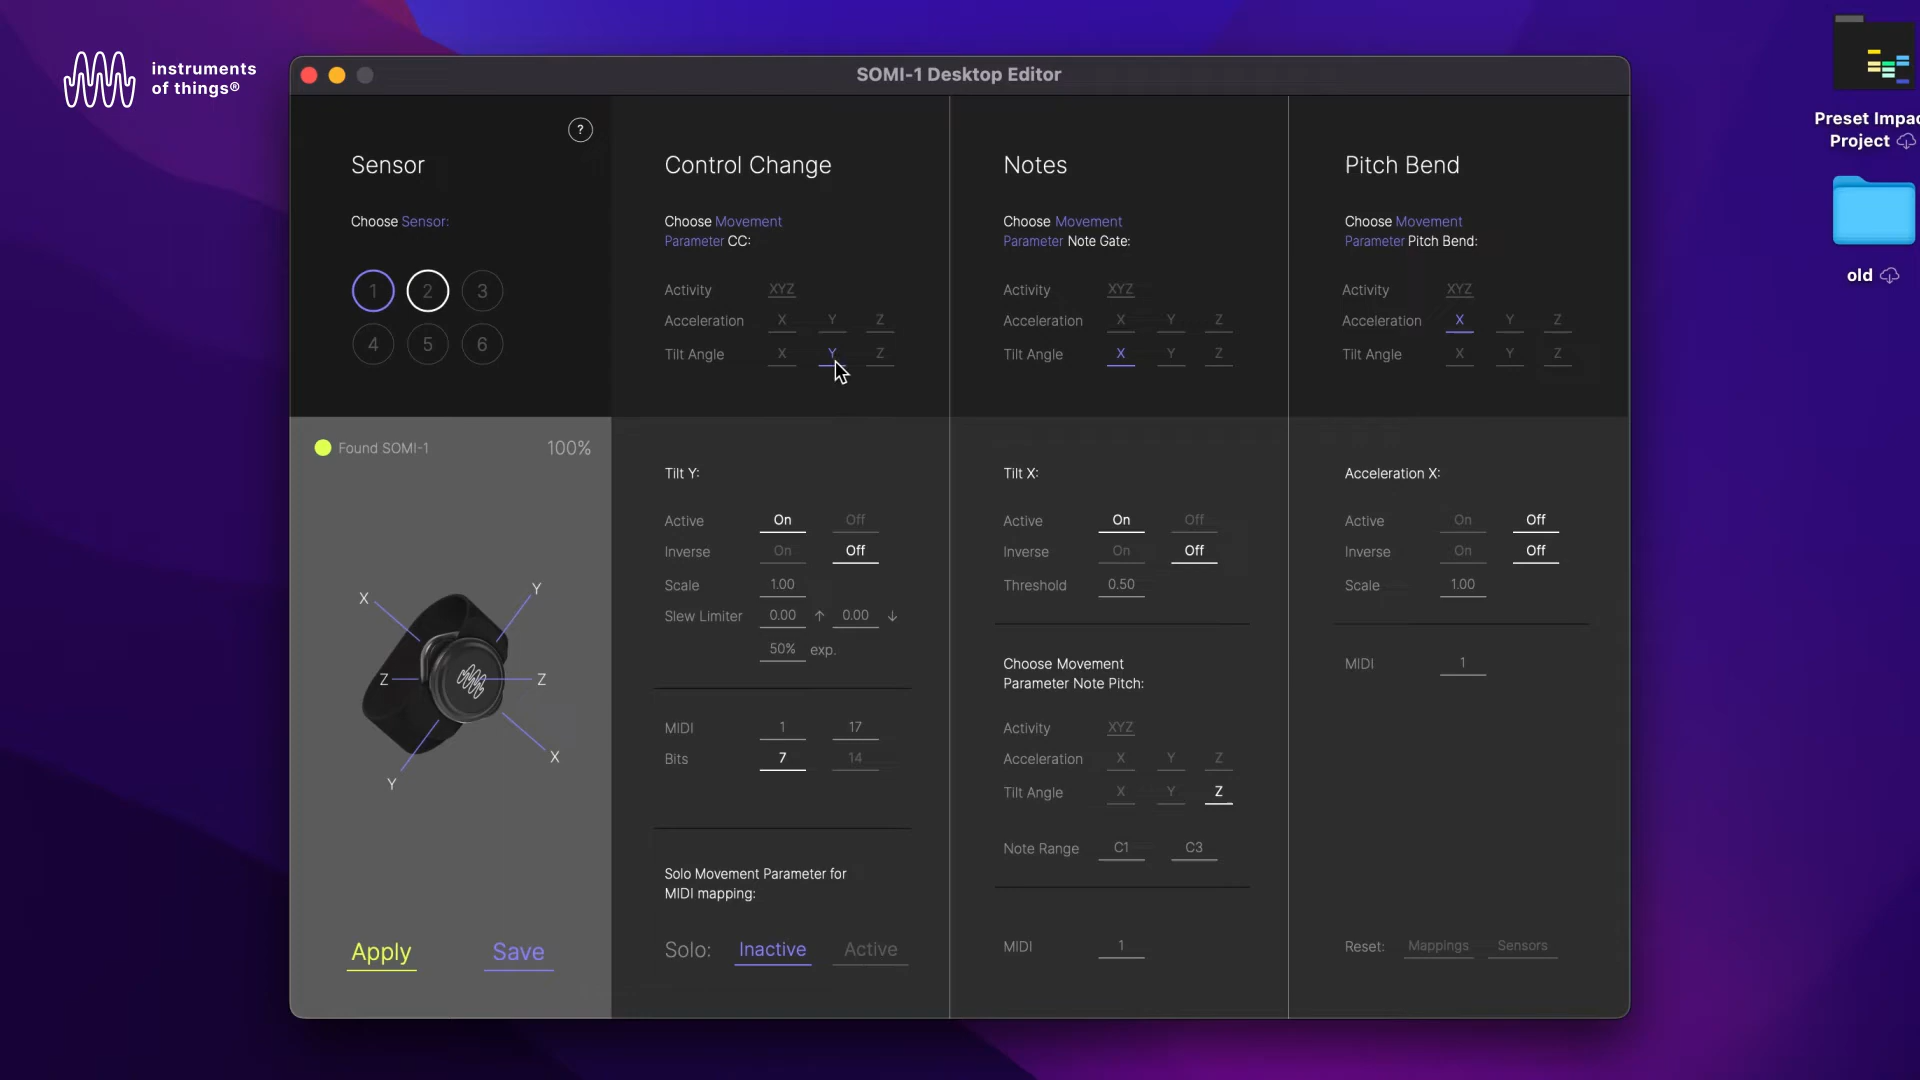 instruments
of things®
SOMI-1 Desktop Editor
?
Sensor
Choose Sensor:
1 2 3
4 5 6
Found SOMI-1 100%
X Y
Z Z
X
Y
Apply Save
Control Change
Choose Movement
Parameter CC:
Activity XYZ
Acceleration X Y Z
Tilt Angle X Y Z
Tilt Y:
Active On Off
Inverse On Off
Scale 1.00
Slew Limiter 0.00 ↑ 0.00 ↓
50% exp.
MIDI 1 17
Bits 7 14
Solo Movement Parameter for
MIDI mapping:
Solo: Inactive Active
Notes
Choose Movement
Parameter Note Gate:
Activity XYZ
Acceleration X Y Z
Tilt Angle X Y Z
Tilt X:
Active On Off
Inverse On Off
Threshold 0.50
Choose Movement
Parameter Note Pitch:
Activity XYZ
Acceleration X Y Z
Tilt Angle X Y Z
Note Range C1 C3
MIDI 1
Pitch Bend
Choose Movement
Parameter Pitch Bend:
Activity XYZ
Acceleration X Y Z
Tilt Angle X Y Z
Acceleration X:
Active On Off
Inverse On Off
Scale 1.00
MIDI 1
Reset: Mappings Sensors
Preset Impac
Project
old